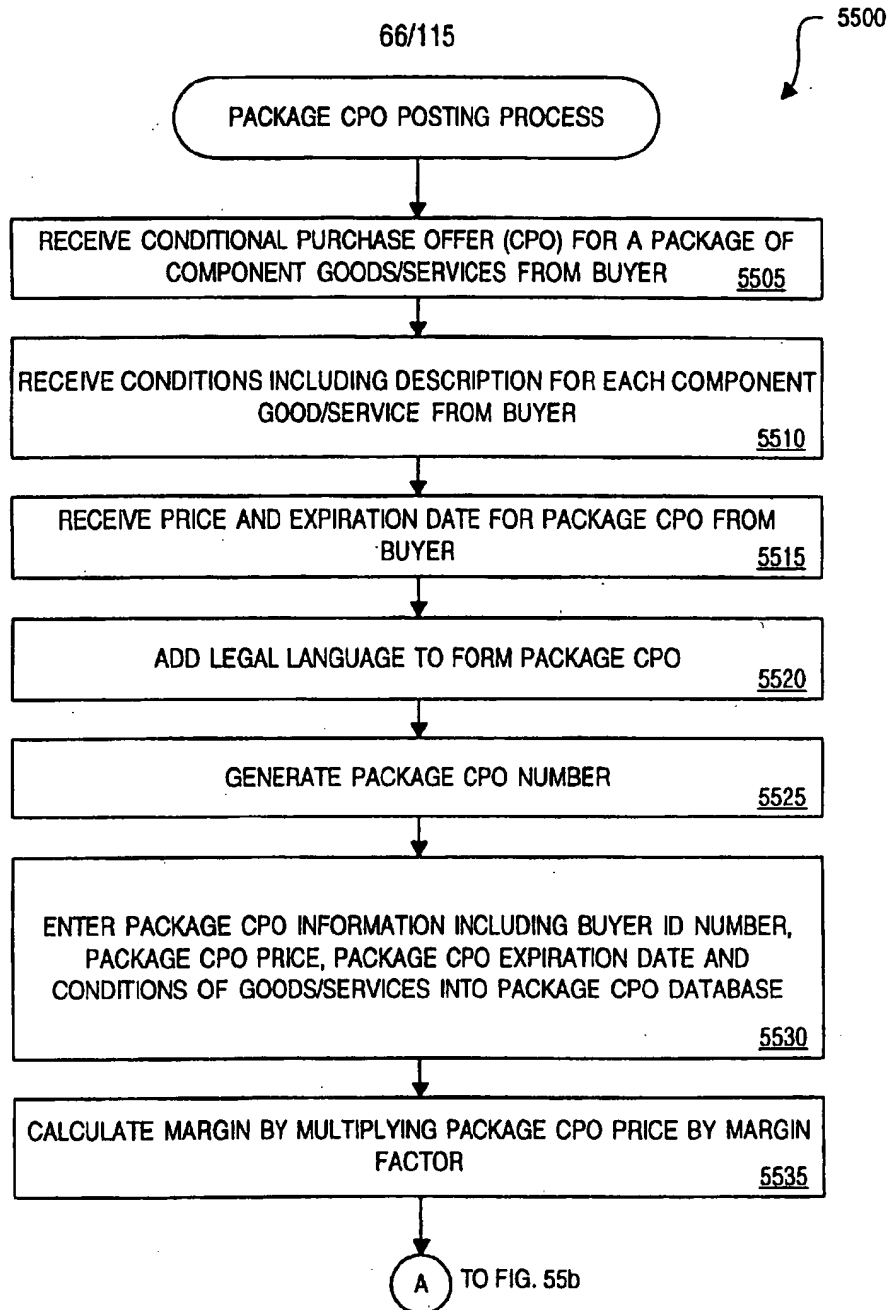 5500
66/115
PACKAGE CPO POSTING PROCESS
RECEIVE CONDITIONAL PURCHASE OFFER (CPO) FOR A PACKAGE OF
COMPONENT GOODS/SERVICES FROM BUYER 5505
RECEIVE CONDITIONS INCLUDING DESCRIPTION FOR EACH COMPONENT
GOOD/SERVICE FROM BUYER
5510
RECEIVE PRICE AND EXPIRATION DATE FOR PACKAGE CPO FROM
BUYER 5515
ADD LEGAL LANGUAGE TO FORM PACKAGE CPO
5520
GENERATE PACKAGE CPO NUMBER
5525
ENTER PACKAGE CPO INFORMATION INCLUDING BUYER ID NUMBER,
PACKAGE CPO PRICE, PACKAGE CPO EXPIRATION DATE AND
CONDITIONS OF GOODS/SERVICES INTO PACKAGE CPO DATABASE
5530
CALCULATE MARGIN BY MULTIPLYING PACKAGE CPO PRICE BY MARGIN
FACTOR 5535
A TO FIG. 55b